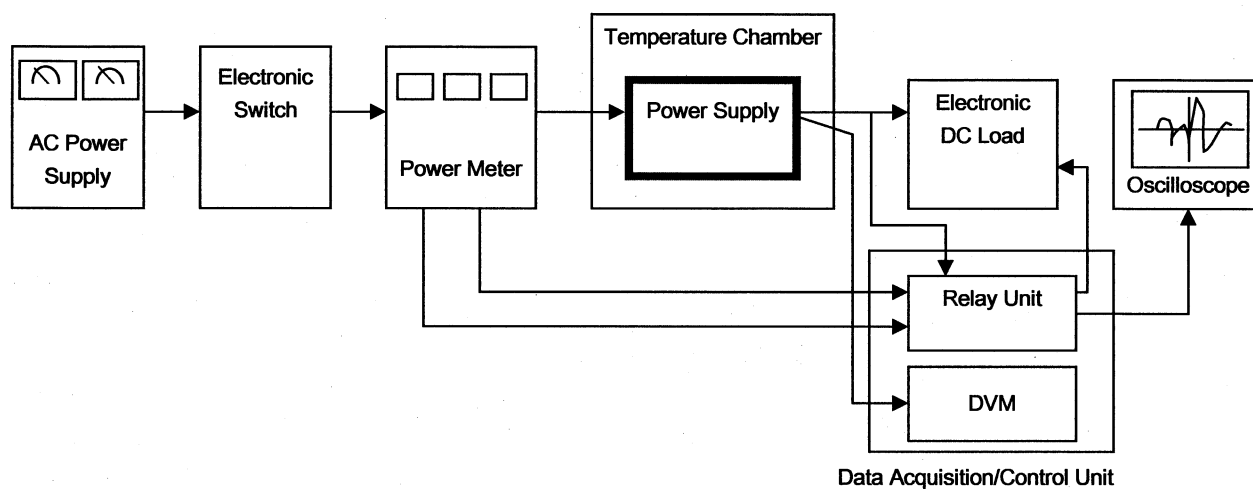 AC Power
Supply
Electronic
Switch
Power Meter
Temperature Chamber
Power Supply
Electronic
DC Load
Oscilloscope
Relay Unit
DVM
Data Acquisition/Control Unit